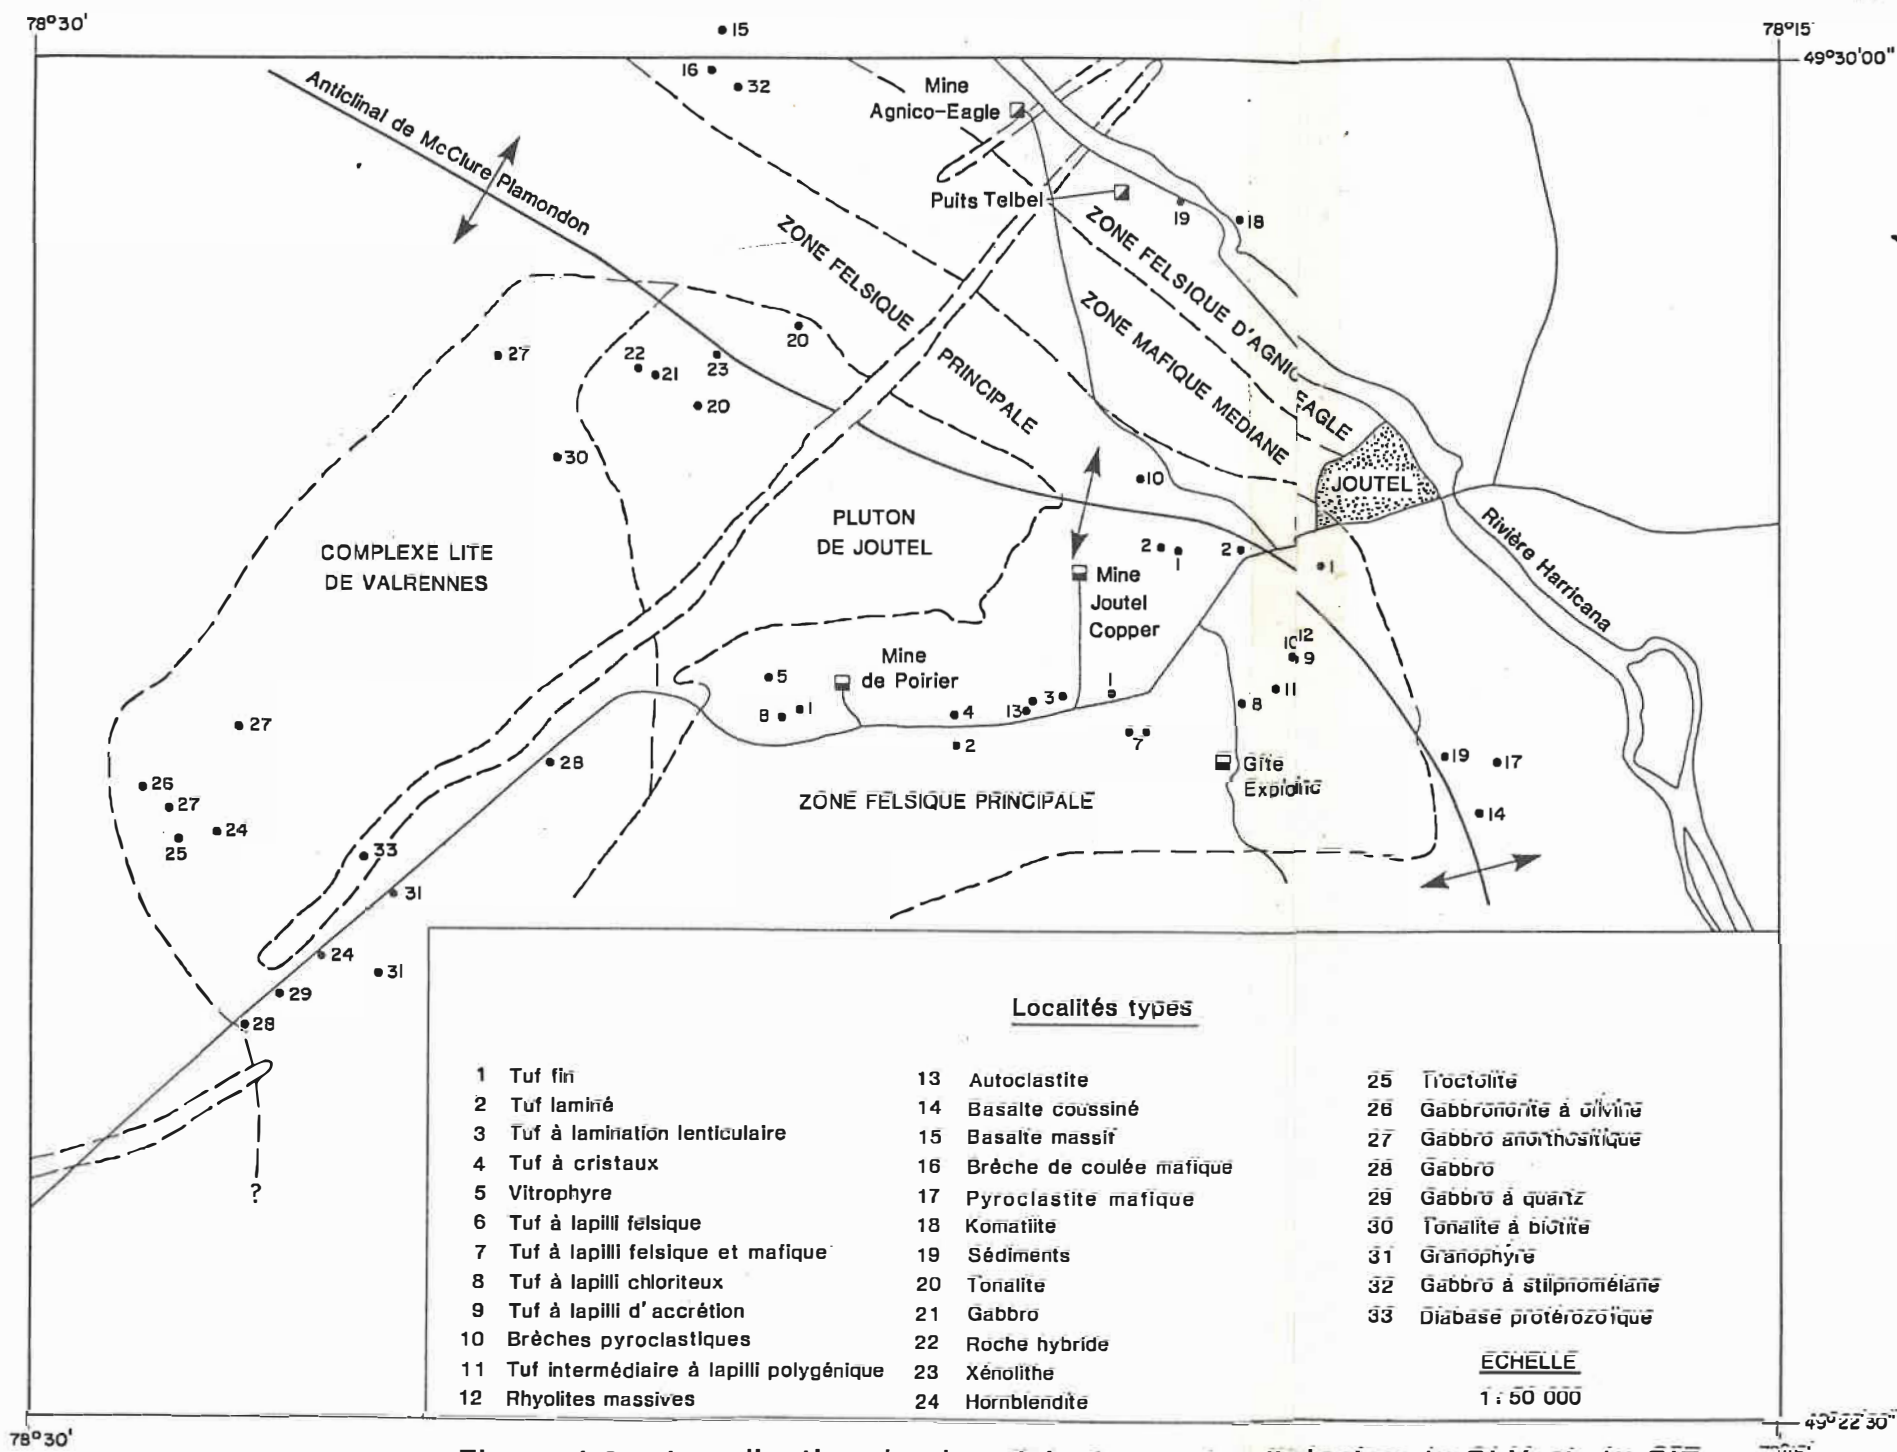 78°30'
78°15'
49°30'00"
15
16
32
Anticlinal de McClure Plamondon
Mine
Agnico-Eagle
Puits Telbel
19
18
ZONE FELSIQUE
PRINCIPALE
ZONE FELSIQUE D'AGNICO EAGLE
ZONE MAFIQUE MEDIANE
27
22
21
23
20
20
30
10
JOUTEL
Rivière Harricana
COMPLEXE LITE
DE VALRENNES
PLUTON
DE JOUTEL
2
1
2
1
Mine
Joutel
Copper
12
10
9
11
8
Mine
de Poirier
5
8
1
4
2
13
3
1
7
Gîte
19
17
14
ZONE FELSIQUE PRINCIPALE
27
26
27
25
24
28
33
31
24
31
29
28
?
Localités types
1 Tuf fin
2 Tuf laminé
3 Tuf à lamination lenticulaire
4 Tuf à cristaux
5 Vitrophyre
6 Tuf à lapilli felsique
7 Tuf à lapilli felsique et mafique
8 Tuf à lapilli chloriteux
9 Tuf à lapilli d'accrétion
10 Brèches pyroclastiques
11 Tuf intermédiaire à lapilli polygénique
12 Rhyolites massives
13 Autoclastite
14 Basalte coussiné
15 Basalte massif
16 Brèche de coulée mafique
17 Pyroclastite mafique
18 Komatiite
19 Sédiments
20 Tonalite
21 Gabbro
22 Roche hybride
23 Xénolithe
24 Hornblendite
25 Troctolite
26 Gabbronorite à olivine
27 Gabbro anorthositique
28 Gabbro
29 Gabbro à quartz
30 Tonalite à biotite
31 Granophyre
32 Gabbro à stilpnomélane
33 Diabase protérozoïque
ECHELLE
1 : 50 000
49°22'30"
78°30'